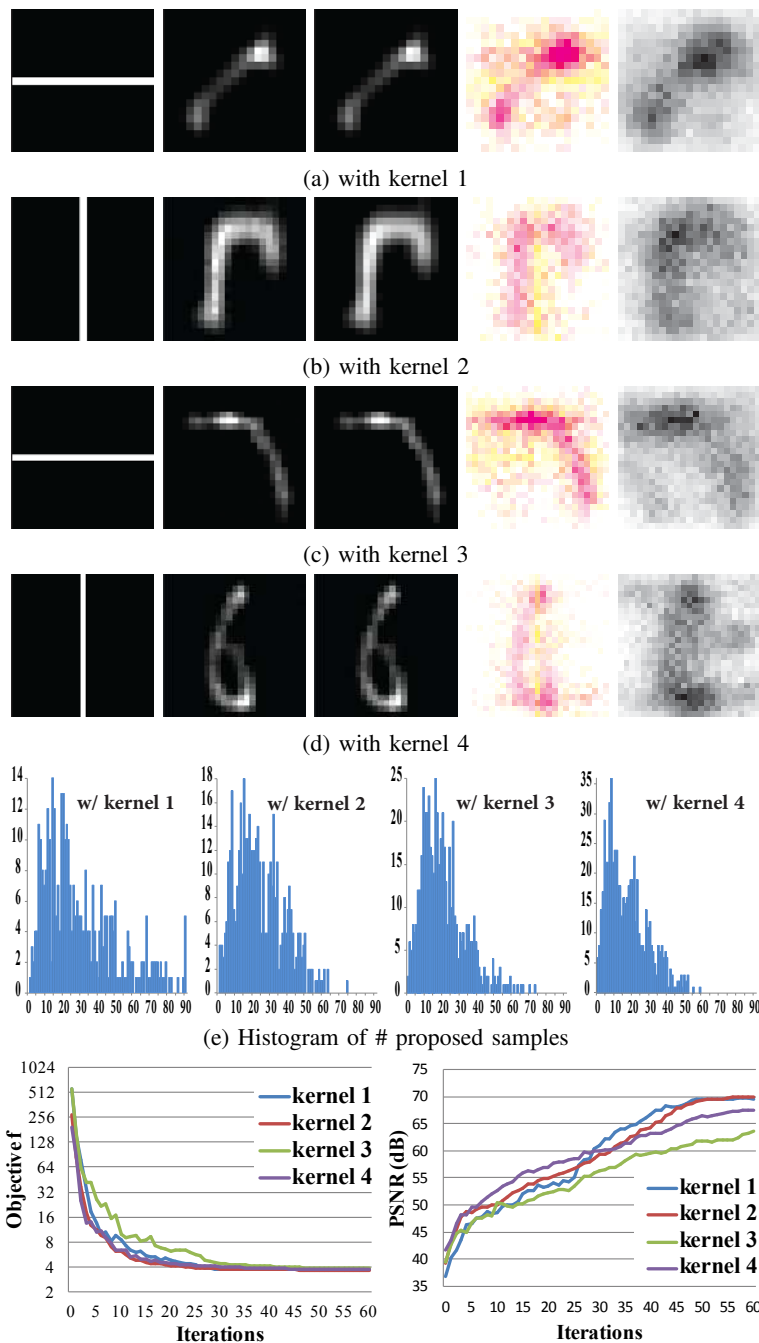 (a) with kernel 1
(b) with kernel 2
(c) with kernel 3
(d) with kernel 4
w/ kernel 1
14
12
10
8
6
4
2
0
0 10 20 30 40 50 60 70 80 90
w/ kernel 2
18
16
14
12
10
8
6
4
2
0
0 10 20 30 40 50 60 70 80 90
w/ kernel 3
25
20
15
10
5
0
0 10 20 30 40 50 60 70 80 90
w/ kernel 4
35
30
25
20
15
10
5
0
0 10 20 30 40 50 60 70 80 90
(e) Histogram of # proposed samples
Objective f
1024
512
256
128
64
32
16
8
4
2
kernel 1
kernel 2
kernel 3
kernel 4
0 5 10 15 20 25 30 35 40 45 50 55 60
Iterations
PSNR (dB)
75
70
65
60
55
50
45
40
35
kernel 1
kernel 2
kernel 3
kernel 4
0 5 10 15 20 25 30 35 40 45 50 55 60
Iterations